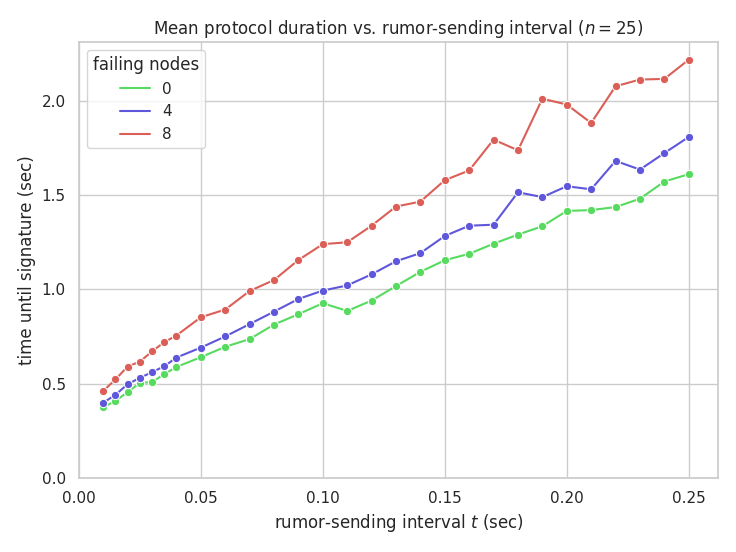 Mean protocol duration vs. rumor-sending interval (n = 25)
failing nodes
0
4
8
time until signature (sec)
2.0
1.5
1.0
0.5
0.0
0.00 0.05 0.10 0.15 0.20 0.25
rumor-sending interval t (sec)